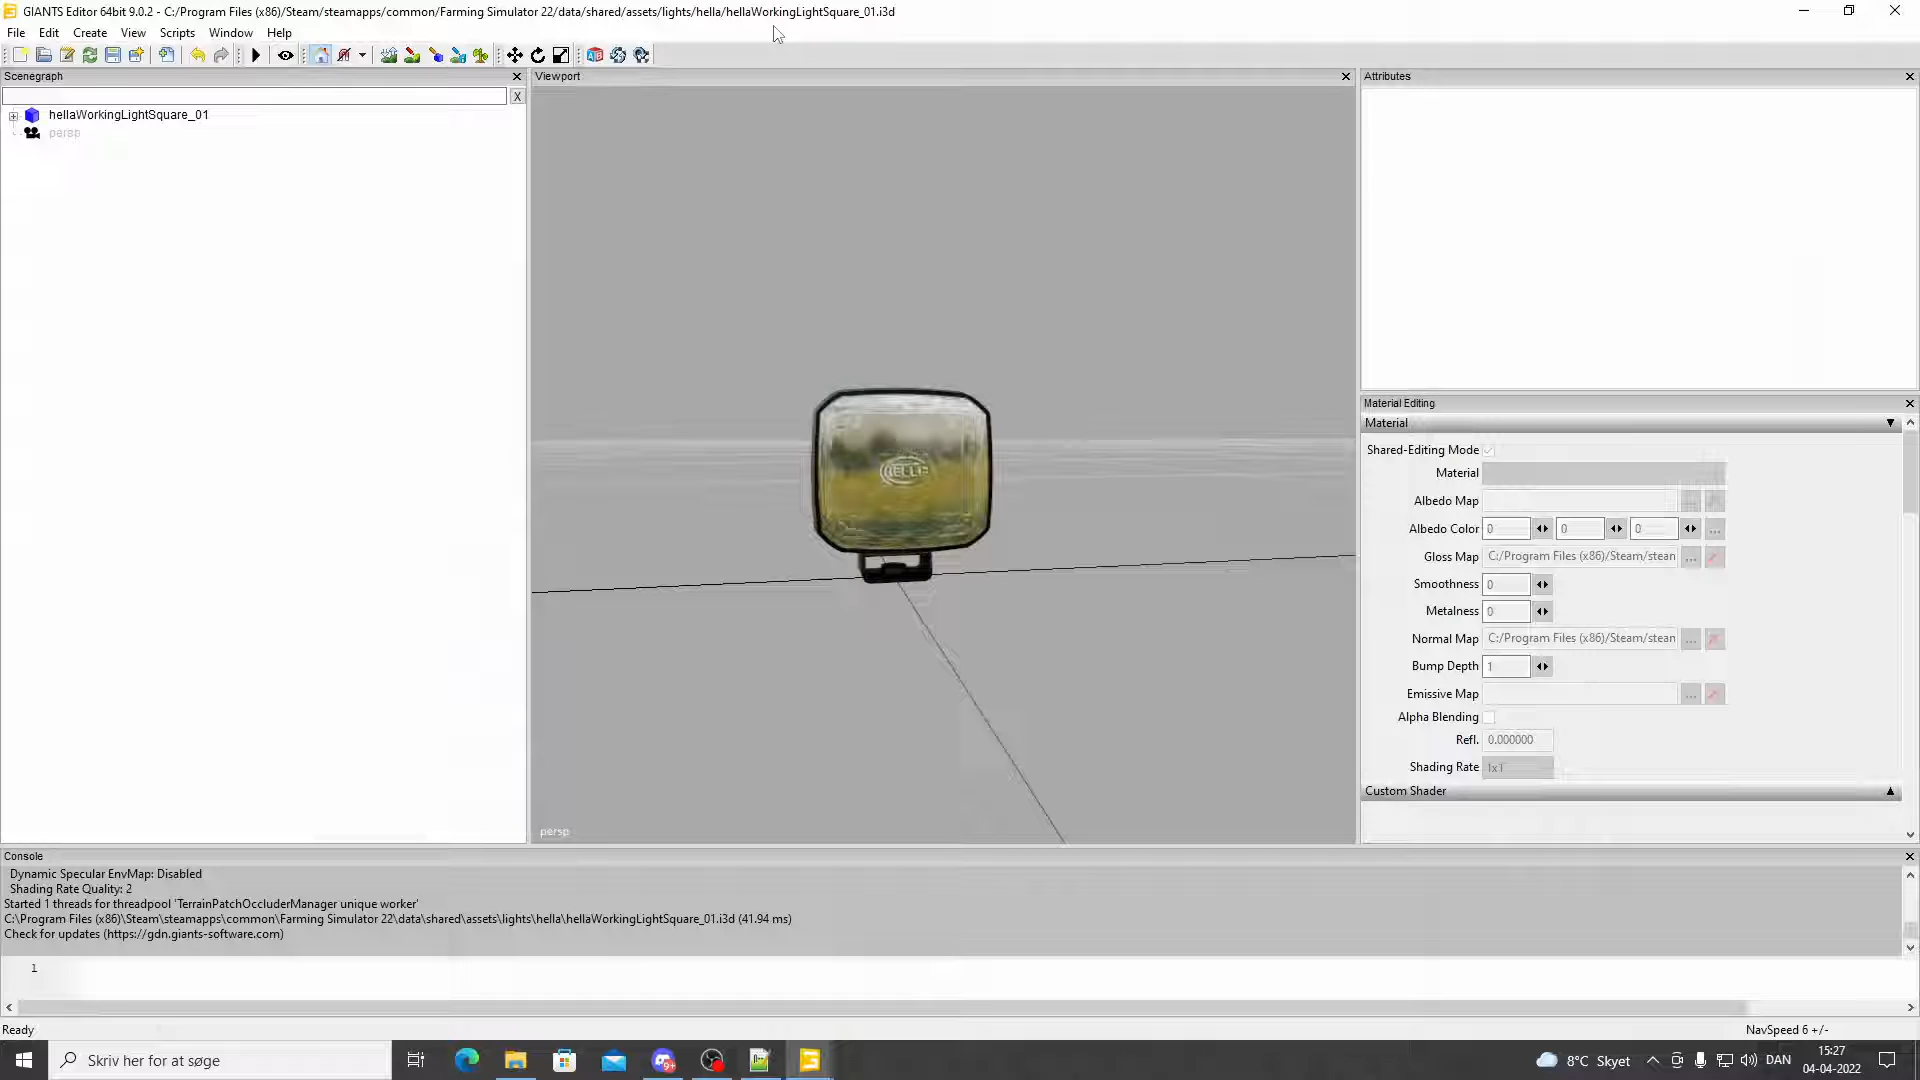 GIANTS Editor 64bit 9.0.2 - C:/Program Files (x86)/Steam/steamapps/common/Farming Simulator 22/data/shared/assets/lights/hella/hellaWorkingLightSquare_01.i3d
File Edit Create View Scripts Window Help
Scenegraph
X
hellaWorkingLightSquare_01
persp
Viewport
HELLA
persp
Attributes
Material Editing
Material
Shared-Editing Mode
Material
Albedo Map
Albedo Color 0 0 0 ...
Gloss Map C:/Program Files (x86)/Steam/stean ...
Smoothness 0
Metalness 0
Normal Map C:/Program Files (x86)/Steam/stean ...
Bump Depth 1
Emissive Map ...
Alpha Blending
Refl. 0.000000
Shading Rate 1x1
Custom Shader
Console
Dynamic Specular EnvMap: Disabled
Shading Rate Quality: 2
Started 1 threads for threadpool 'TerrainPatchOccluderManager unique worker'
C:\Program Files (x86)\Steam\steamapps\common\Farming Simulator 22\data\shared\assets\lights\hella\hellaWorkingLightSquare_01.i3d (41.94 ms)
Check for updates (https://gdn.giants-software.com)
1
Ready
NavSpeed 6 +/-
Skriv her for at søge
9+
8°C Skyet
DAN
15:27
04-04-2022